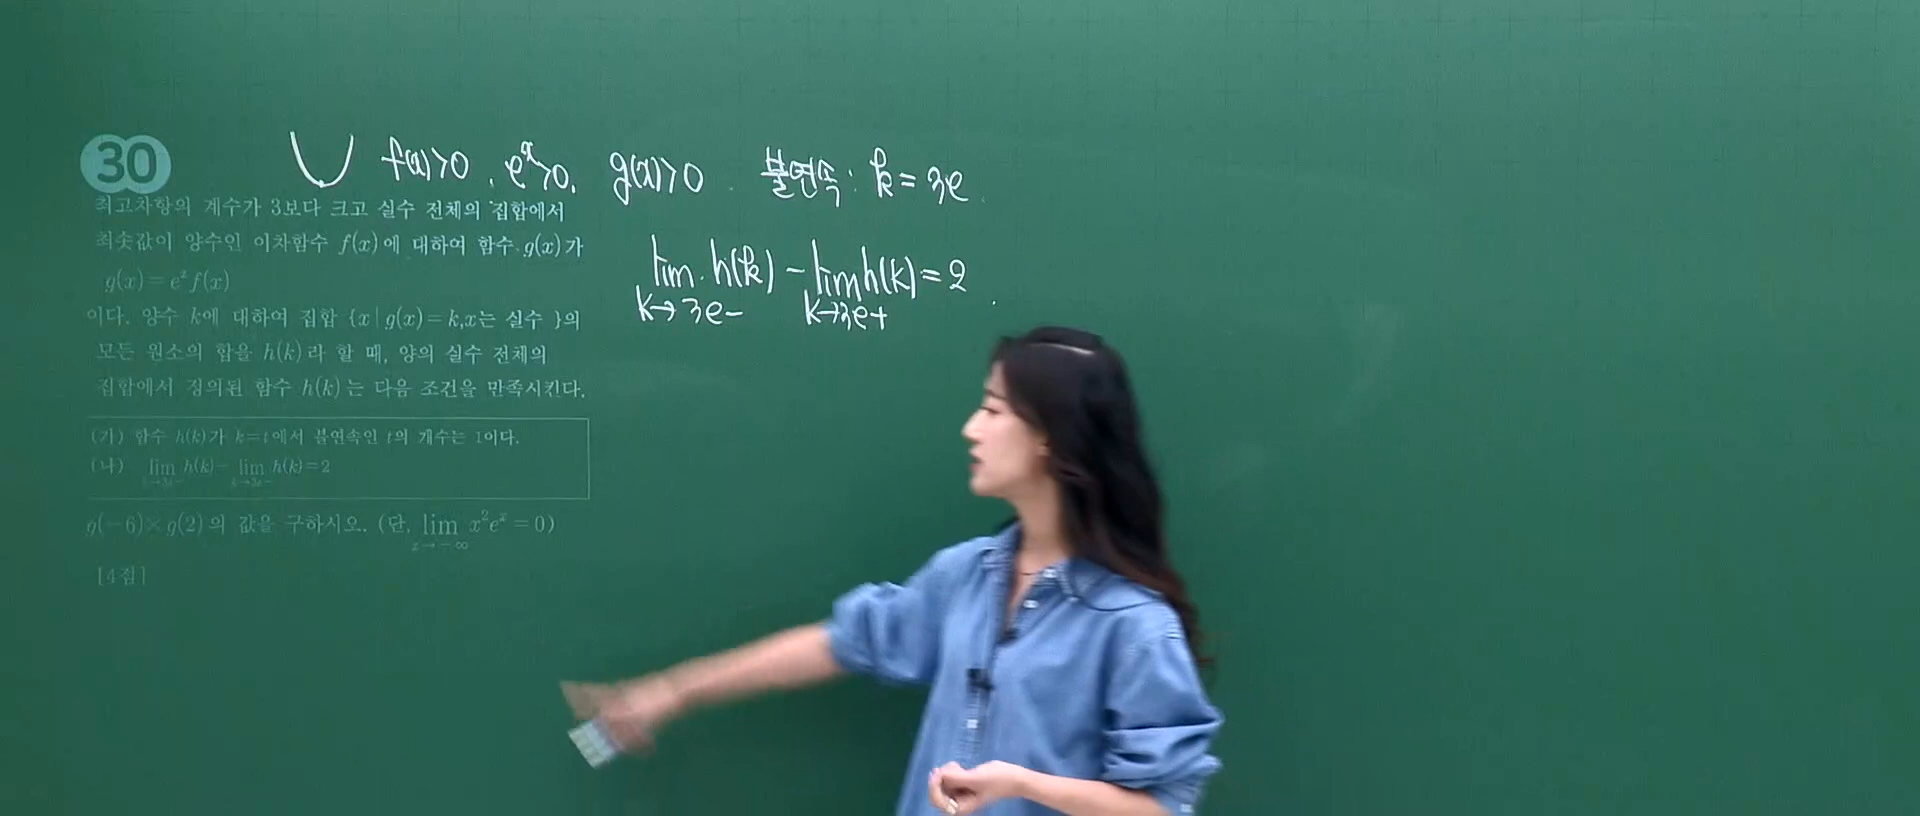 30
f(x)>0, e^x>0, g(x)>0 불연속 : k = 3e
lim h(k) - lim h(k) = 2
k→3e- k→3e+
최고차항의 계수가 3보다 크고 실수 전체의 집합에서
최솟값이 양수인 이차함수 f(x)에 대하여 함수 g(x)가
g(x) = e^x f(x)
이다. 양수 k에 대하여 집합 {x | g(x) = k, x는 실수 }의
모든 원소의 합을 h(k)라 할 때, 양의 실수 전체의
집합에서 정의된 함수 h(k)는 다음 조건을 만족시킨다.
(가) 함수 h(k)가 k=t에서 불연속인 t의 개수는 1이다.
(나) lim h(k) - lim h(k) = 2
g(-6)×g(2)의 값을 구하시오. (단, lim x²e^x = 0)
x→-∞
[4점]